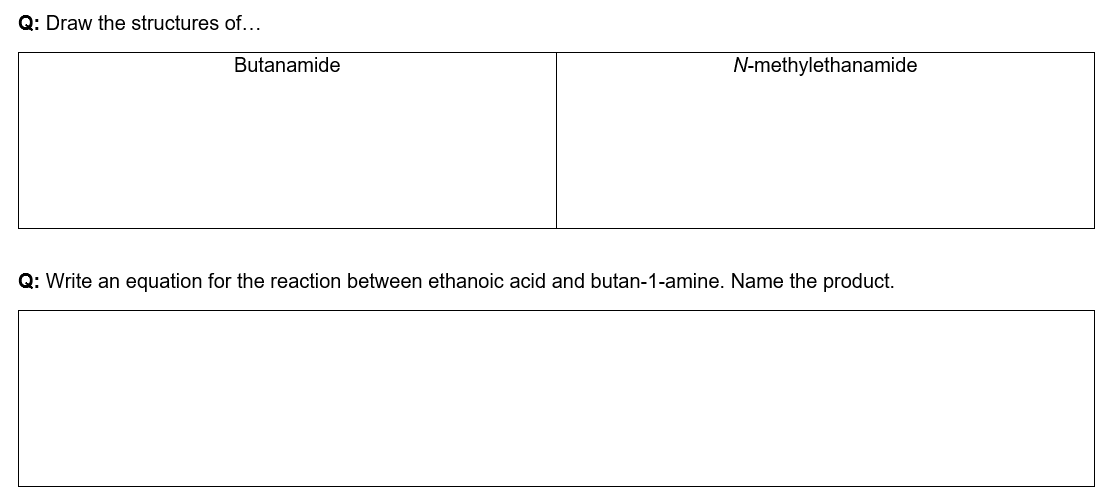 Q: Draw the structures of…
Butanamide
N-methylethanamide
Q: Write an equation for the reaction between ethanoic acid and butan-1-amine. Name the product.